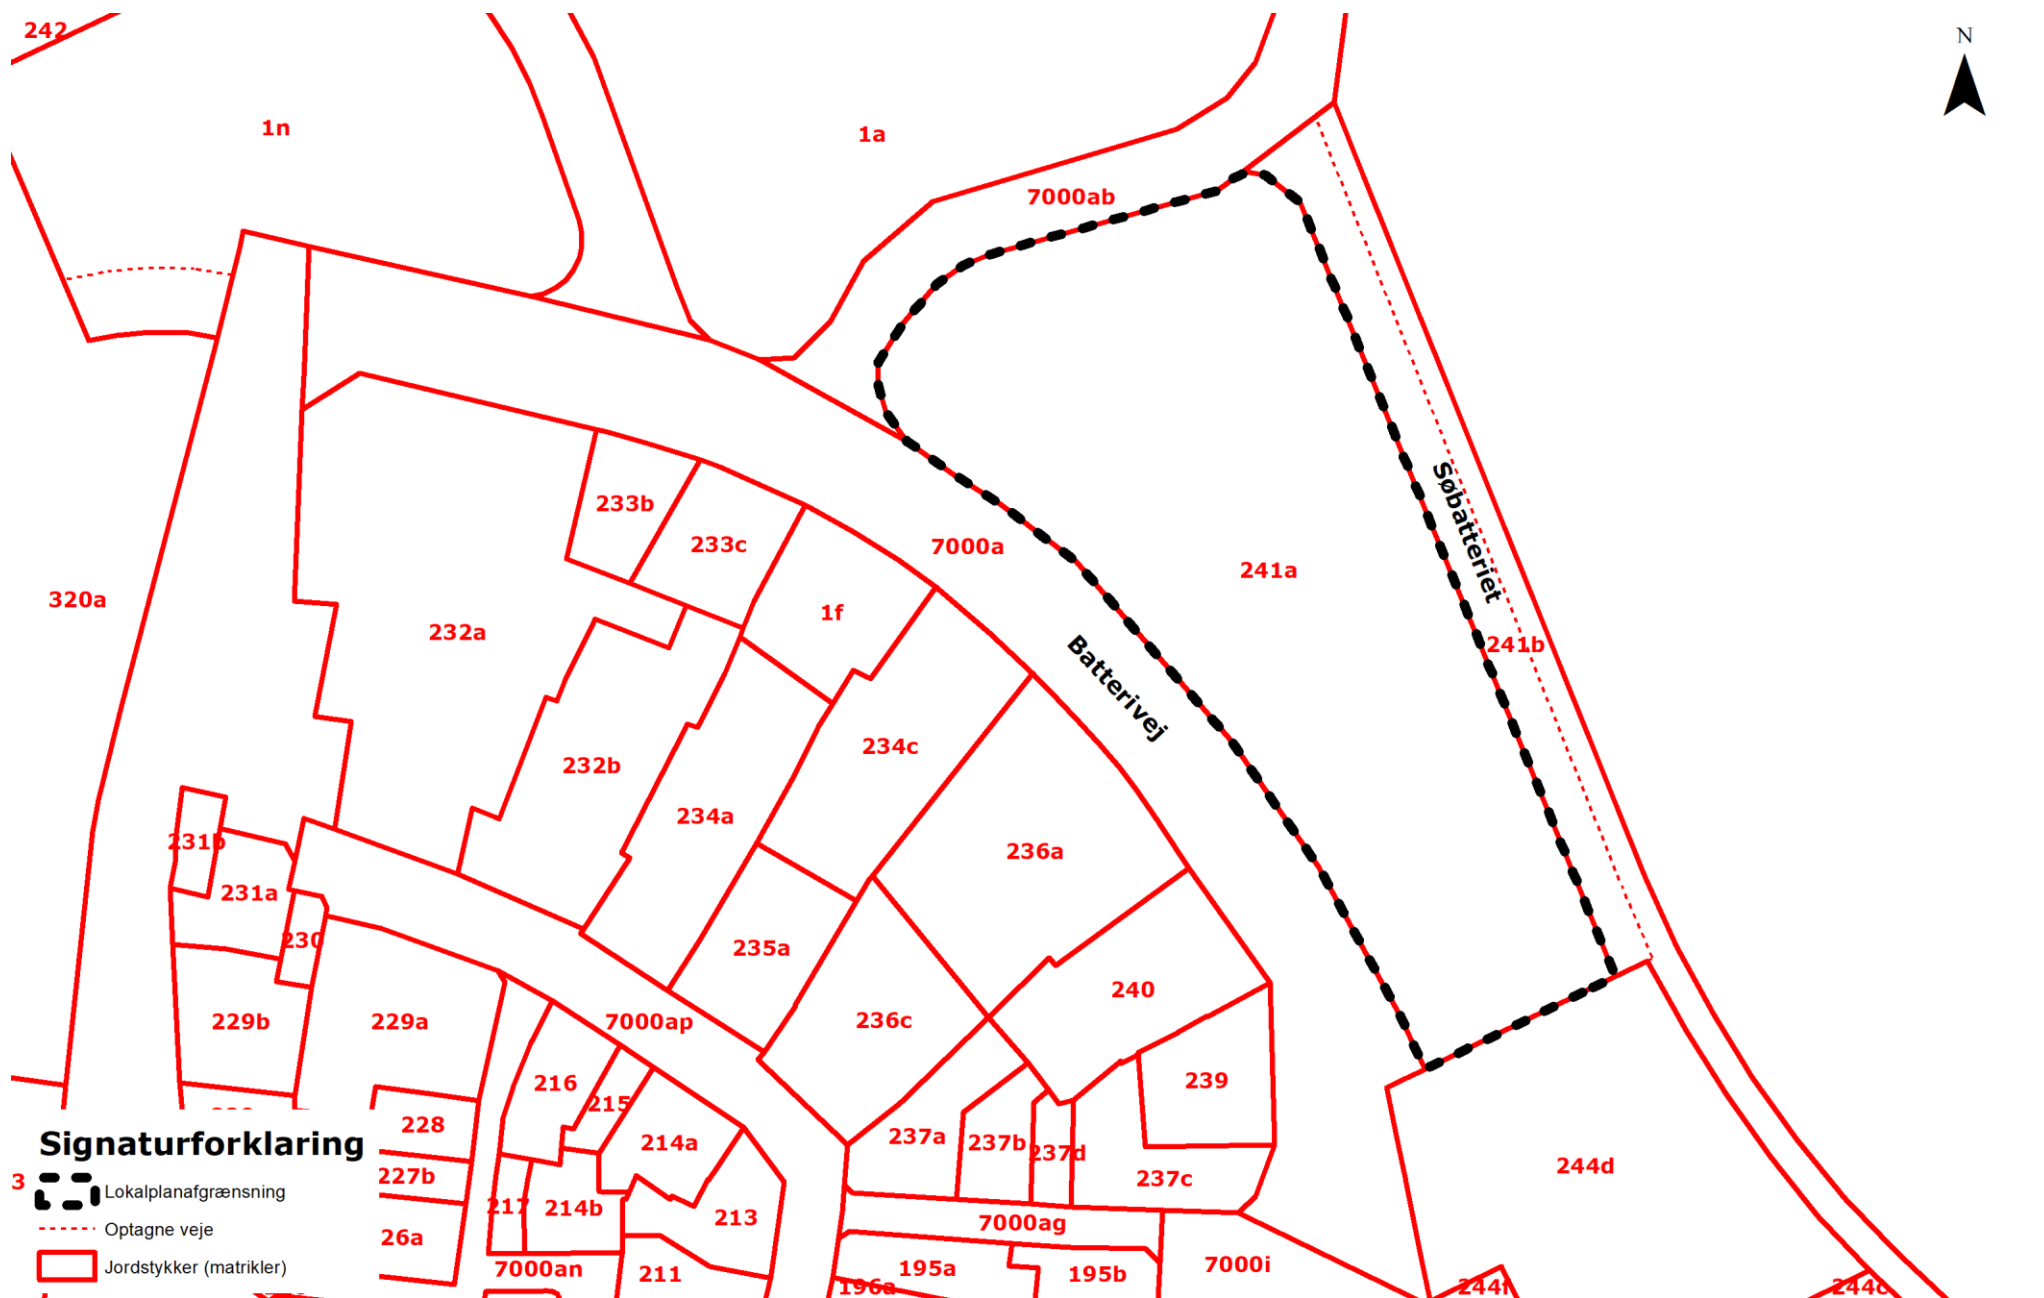 242
N
1n
1a
7000ab
233b
233c
7000a
Søbatteriet
241a
320a
1f
232a
241b
Batterivej
234c
232b
234a
231b
236a
231a
230
235a
240
229b
229a
7000ap
236c
216
239
215
228
237a
214a
237b
237d
Signaturforklaring
244d
227b
237c
3
Lokalplanafgrænsning
217
214b
213
7000ag
Optagne veje
26a
7000i
Jordstykker (matrikler)
7000an
211
195a
195b
196a
244f